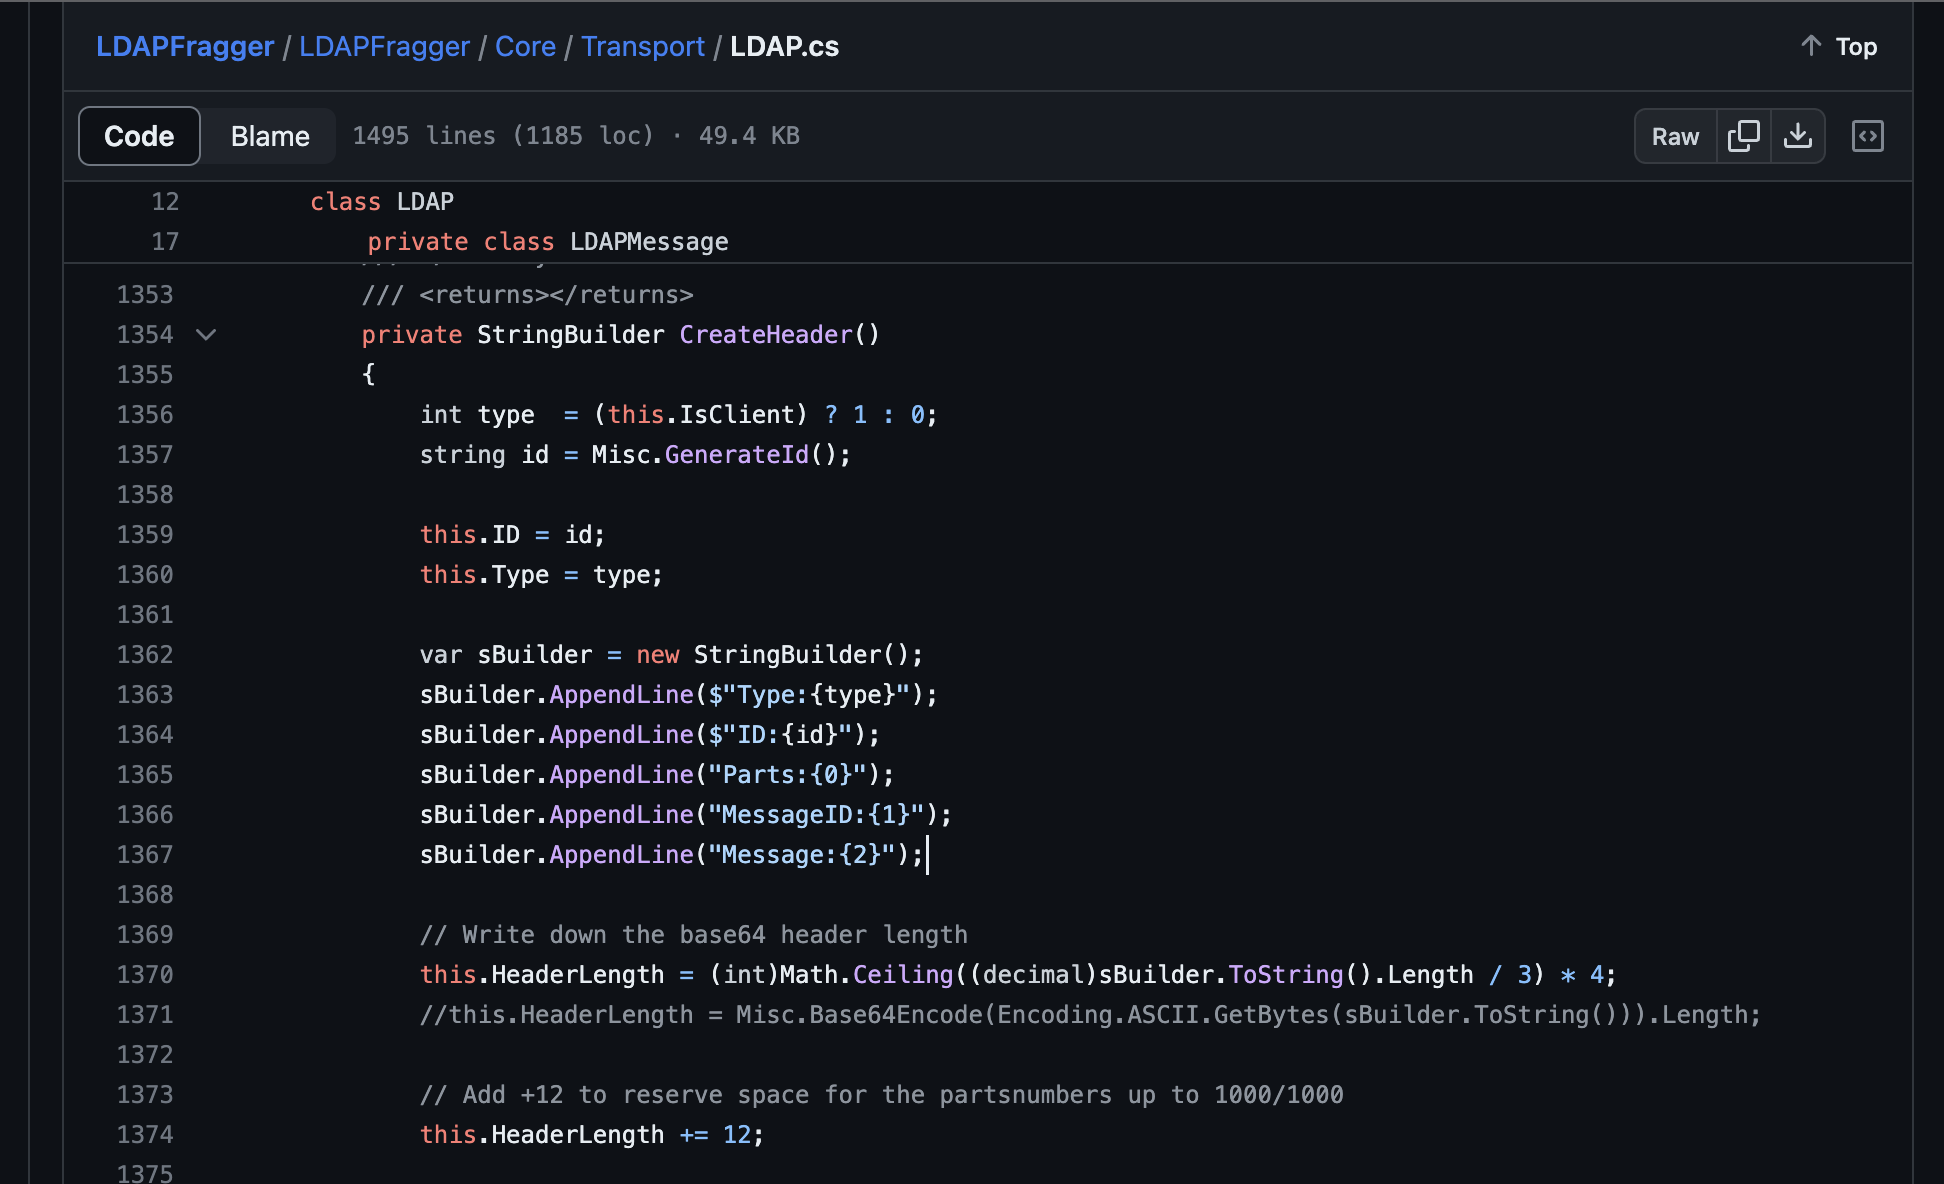 LDAPFragger / LDAPFragger / Core / Transport / LDAP.cs
↑ Top
Code Blame 1495 lines (1185 loc) · 49.4 KB
Raw
12 class LDAP
17 private class LDAPMessage
1353 /// <returns></returns>
1354 private StringBuilder CreateHeader()
1355 {
1356 int type  = (this.IsClient) ? 1 : 0;
1357 string id = Misc.GenerateId();
1358
1359 this.ID = id;
1360 this.Type = type;
1361
1362 var sBuilder = new StringBuilder();
1363 sBuilder.AppendLine($"Type:{type}");
1364 sBuilder.AppendLine($"ID:{id}");
1365 sBuilder.AppendLine("Parts:{0}");
1366 sBuilder.AppendLine("MessageID:{1}");
1367 sBuilder.AppendLine("Message:{2}");
1368
1369 // Write down the base64 header length
1370 this.HeaderLength = (int)Math.Ceiling((decimal)sBuilder.ToString().Length / 3) * 4;
1371 //this.HeaderLength = Misc.Base64Encode(Encoding.ASCII.GetBytes(sBuilder.ToString())).Length;
1372
1373 // Add +12 to reserve space for the partsnumbers up to 1000/1000
1374 this.HeaderLength += 12;
1375